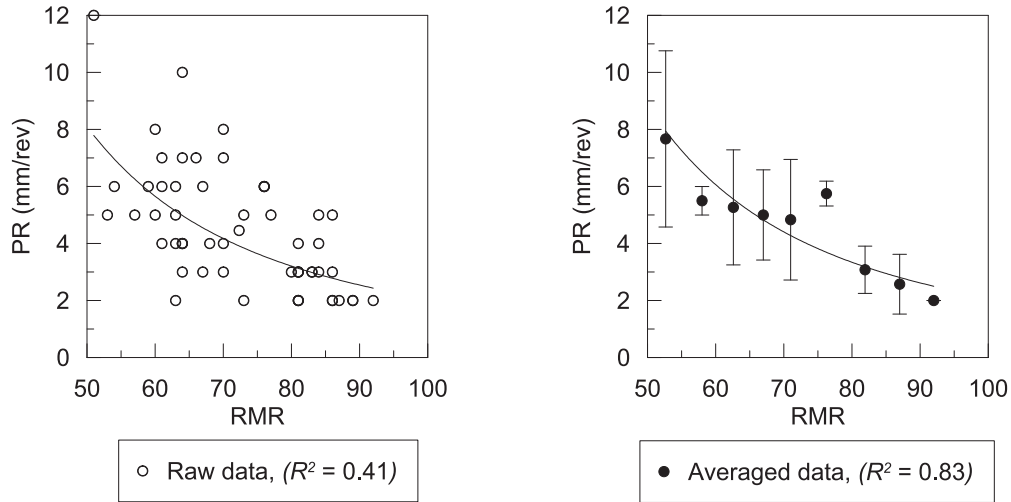 12
10
8
6
4
2
0
PR (mm/rev)
50 60 70 80 90 100
RMR
Raw data, (R² = 0.41)
12
10
8
6
4
2
0
PR (mm/rev)
50 60 70 80 90 100
RMR
Averaged data, (R² = 0.83)